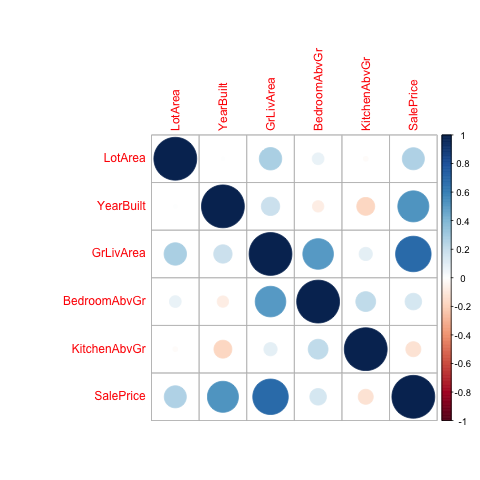 LotArea
YearBuilt
GrLivArea
BedroomAbvGr
KitchenAbvGr
SalePrice
LotArea
YearBuilt
GrLivArea
BedroomAbvGr
KitchenAbvGr
SalePrice
1
0.8
0.6
0.4
0.2
0
-0.2
-0.4
-0.6
-0.8
-1